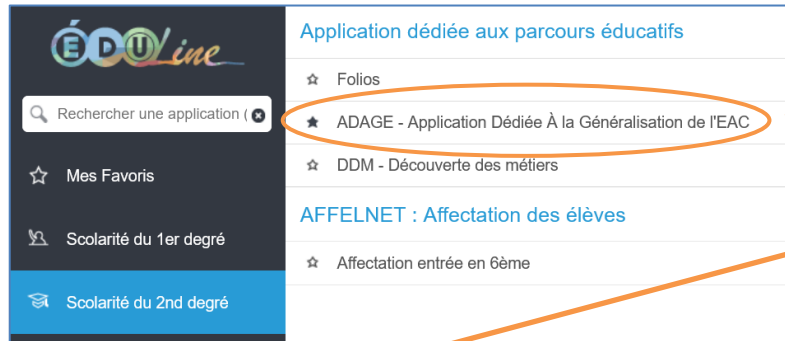 ÉDUline
Rechercher une application (
Mes Favoris
Scolarité du 1er degré
Scolarité du 2nd degré
Application dédiée aux parcours éducatifs
Folios
ADAGE - Application Dédiée À la Généralisation de l'EAC
DDM - Découverte des métiers
AFFELNET : Affectation des élèves
Affectation entrée en 6ème